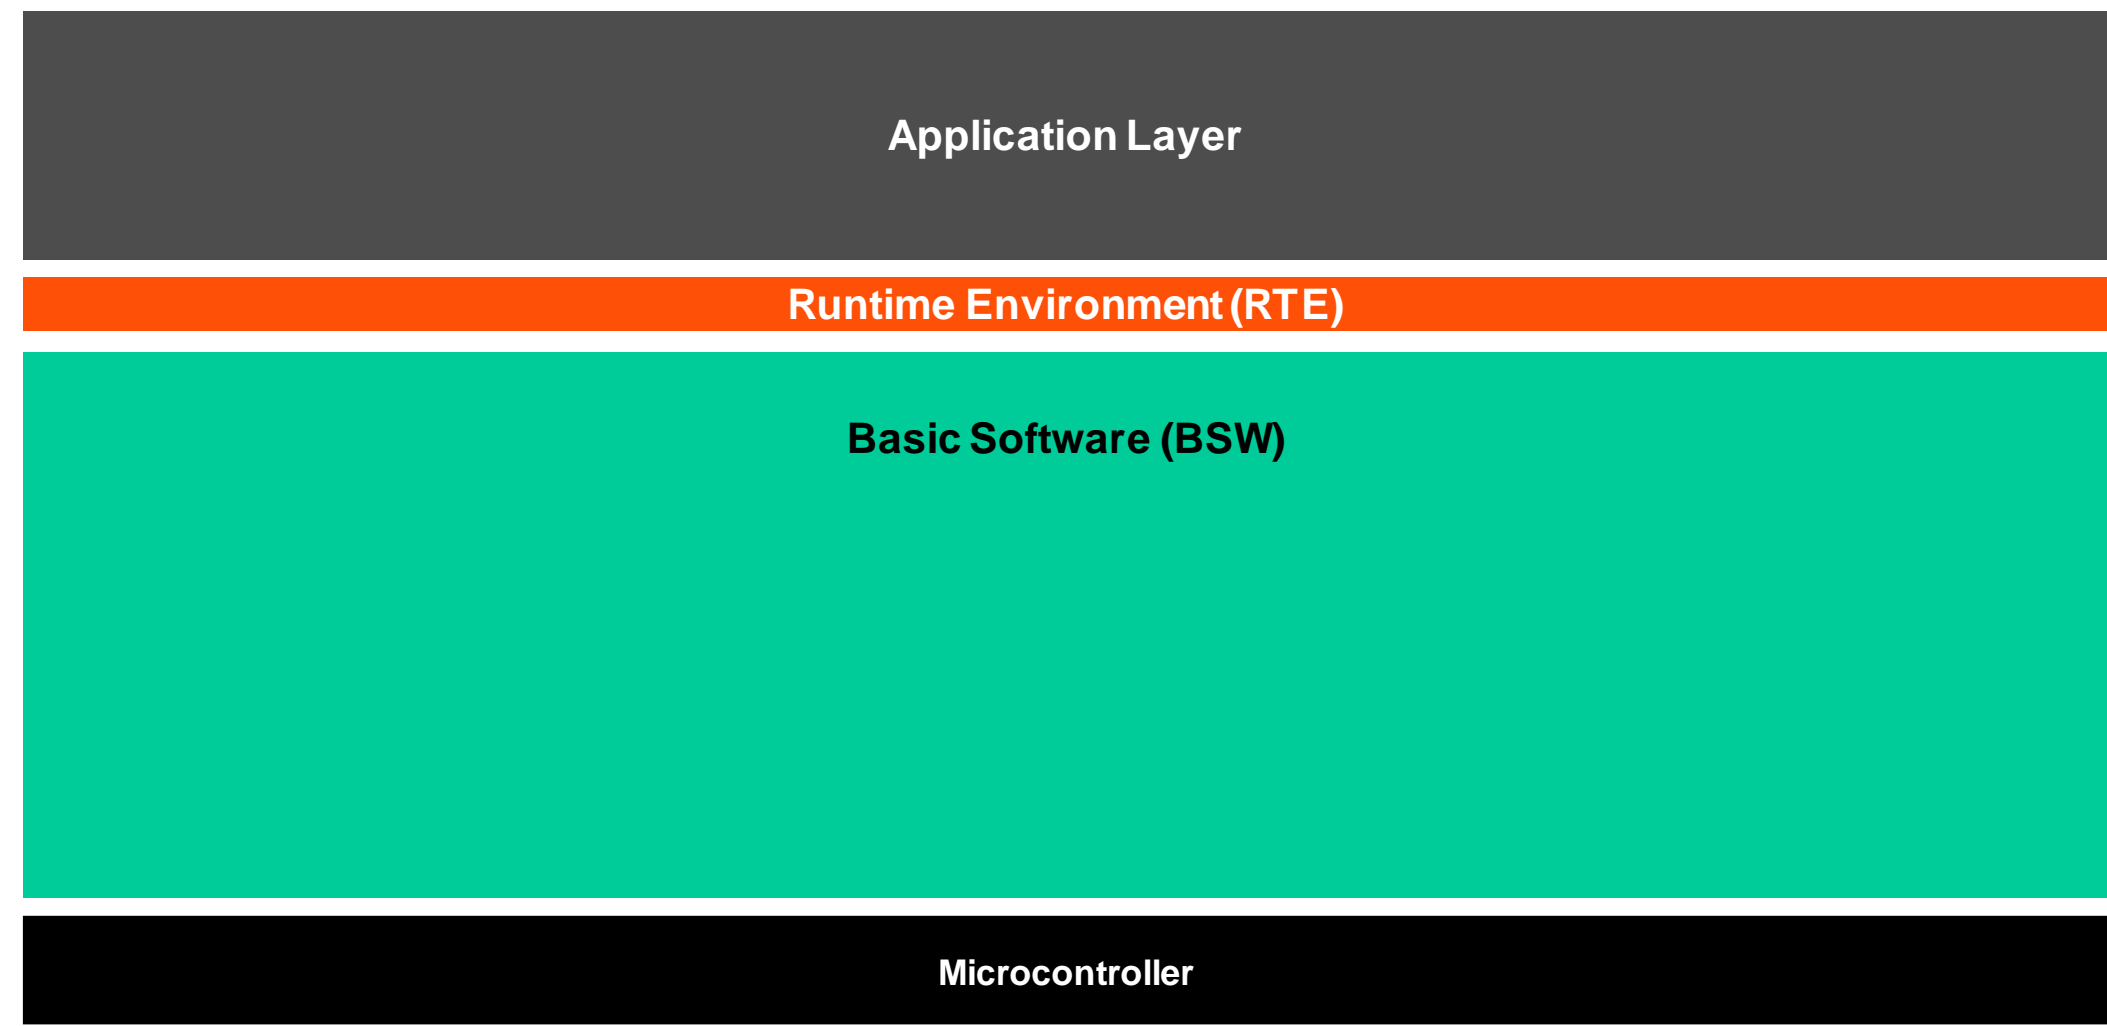 Application Layer
Runtime Environment (RTE)
Basic Software (BSW)
Microcontroller